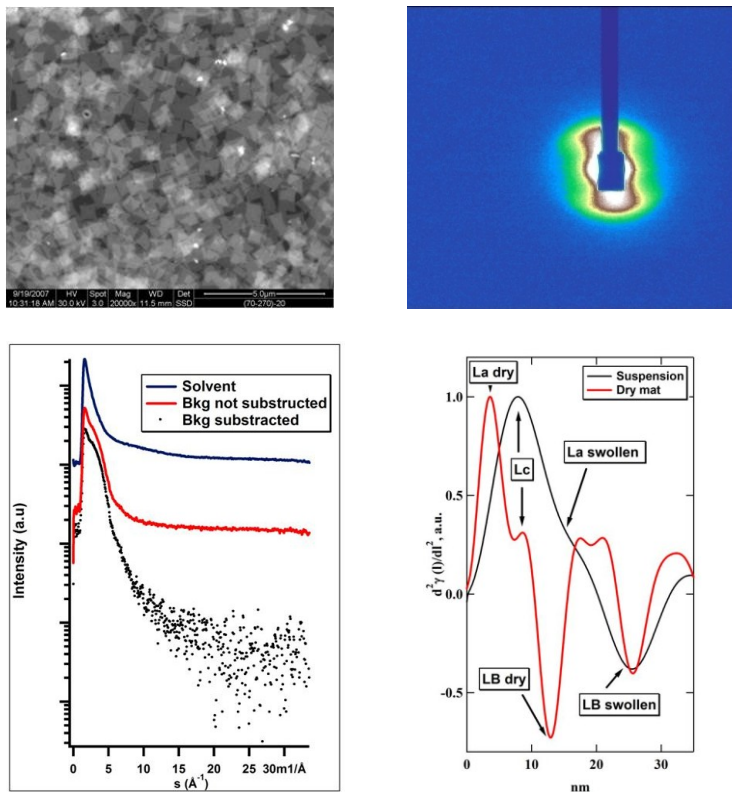 9/19/2007 HV Spot Mag WD Det 5.0µm
10:31:18 AM 30.0 kV 3.0 20000x 11.5 mm SSD (70-270)-20
Solvent
Bkg not substructed
Bkg substracted
Intensity (a.u)
0 5 10 15 20 25 30m1/Å
s (Å⁻¹)
Suspension
Dry mat
La dry
Lc
La swollen
LB dry
LB swollen
d²γ (l)/dl², a.u.
1.0
0.5
0.0
-0.5
0 10 20 30
nm